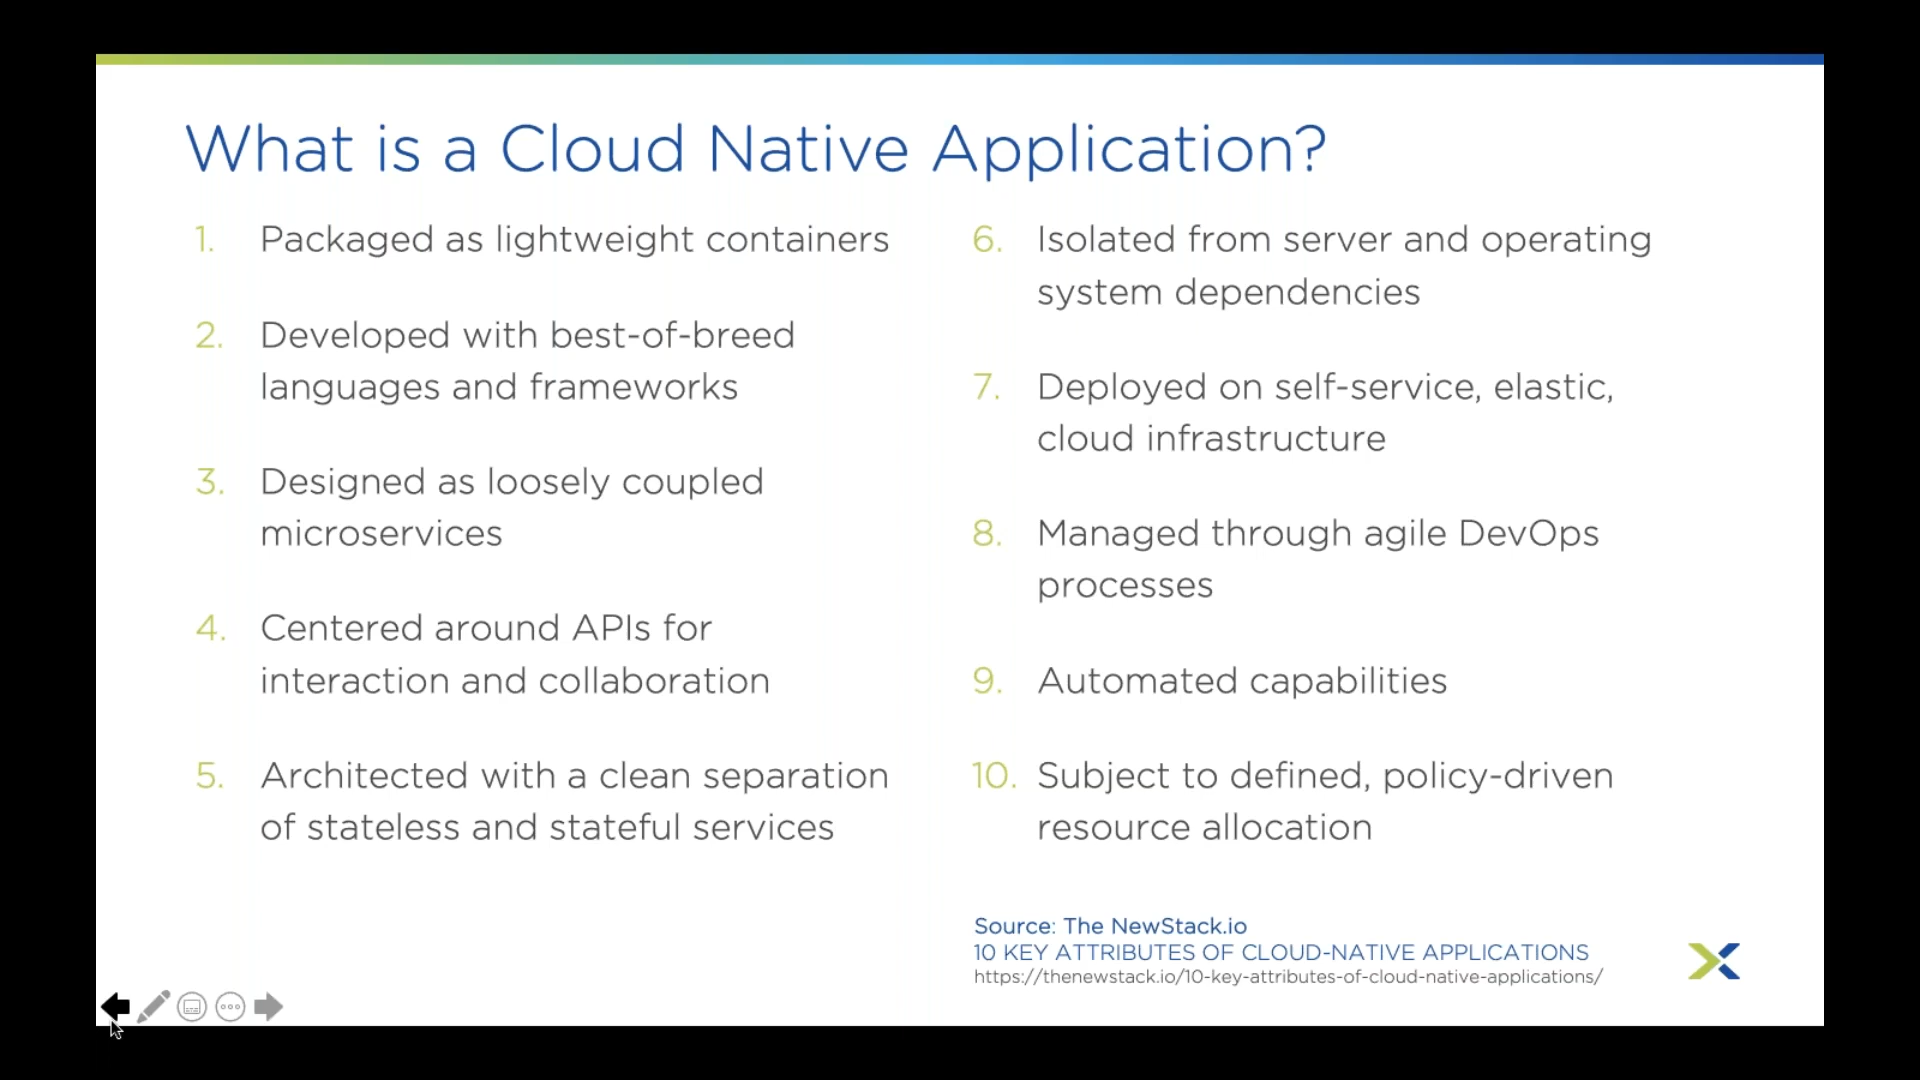 What is a Cloud Native Application?
1. Packaged as lightweight containers
2. Developed with best-of-breed
languages and frameworks
3. Designed as loosely coupled
microservices
4. Centered around APIs for
interaction and collaboration
5. Architected with a clean separation
of stateless and stateful services
6. Isolated from server and operating
system dependencies
7. Deployed on self-service, elastic,
cloud infrastructure
8. Managed through agile DevOps
processes
9. Automated capabilities
10. Subject to defined, policy-driven
resource allocation
Source: The NewStack.io
10 KEY ATTRIBUTES OF CLOUD-NATIVE APPLICATIONS
https://thenewstack.io/10-key-attributes-of-cloud-native-applications/